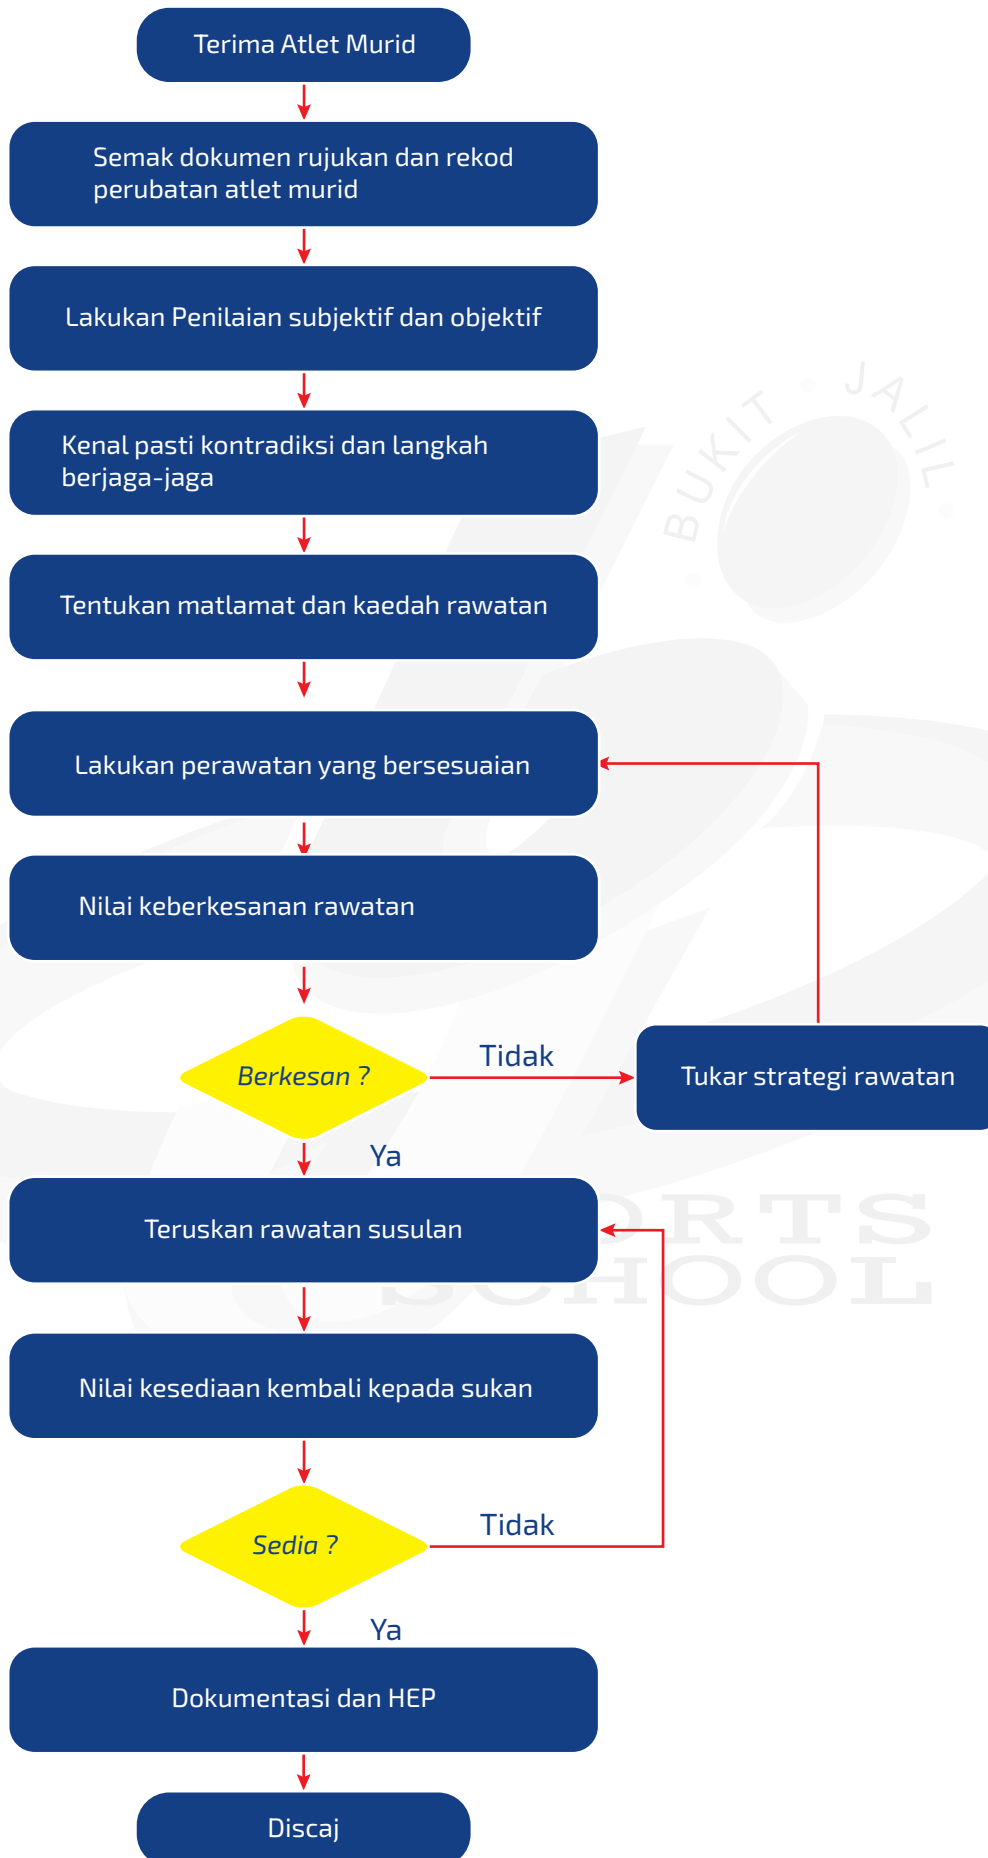 Terima Atlet Murid
Semak dokumen rujukan dan rekod
perubatan atlet murid
Lakukan Penilaian subjektif dan objektif
BUKIT JALIL
Kenal pasti kontradiksi dan langkah
berjaga-jaga
Tentukan matlamat dan kaedah rawatan
Lakukan perawatan yang bersesuaian
Nilai keberkesanan rawatan
Berkesan ?
Tidak
Tukar strategi rawatan
Ya
Teruskan rawatan susulan
SCHOOL
Nilai kesediaan kembali kepada sukan
Sedia ?
Tidak
Ya
Dokumentasi dan HEP
Discaj